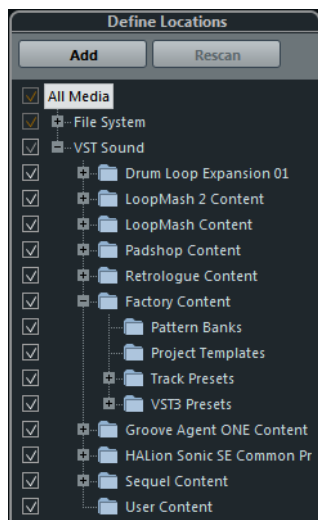 Define Locations
Add Rescan
All Media
File System
VST Sound
Drum Loop Expansion 01
LoopMash 2 Content
LoopMash Content
Padshop Content
Retrologue Content
Factory Content
Pattern Banks
Project Templates
Track Presets
VST3 Presets
Groove Agent ONE Content
HALion Sonic SE Common Pr
Sequel Content
User Content